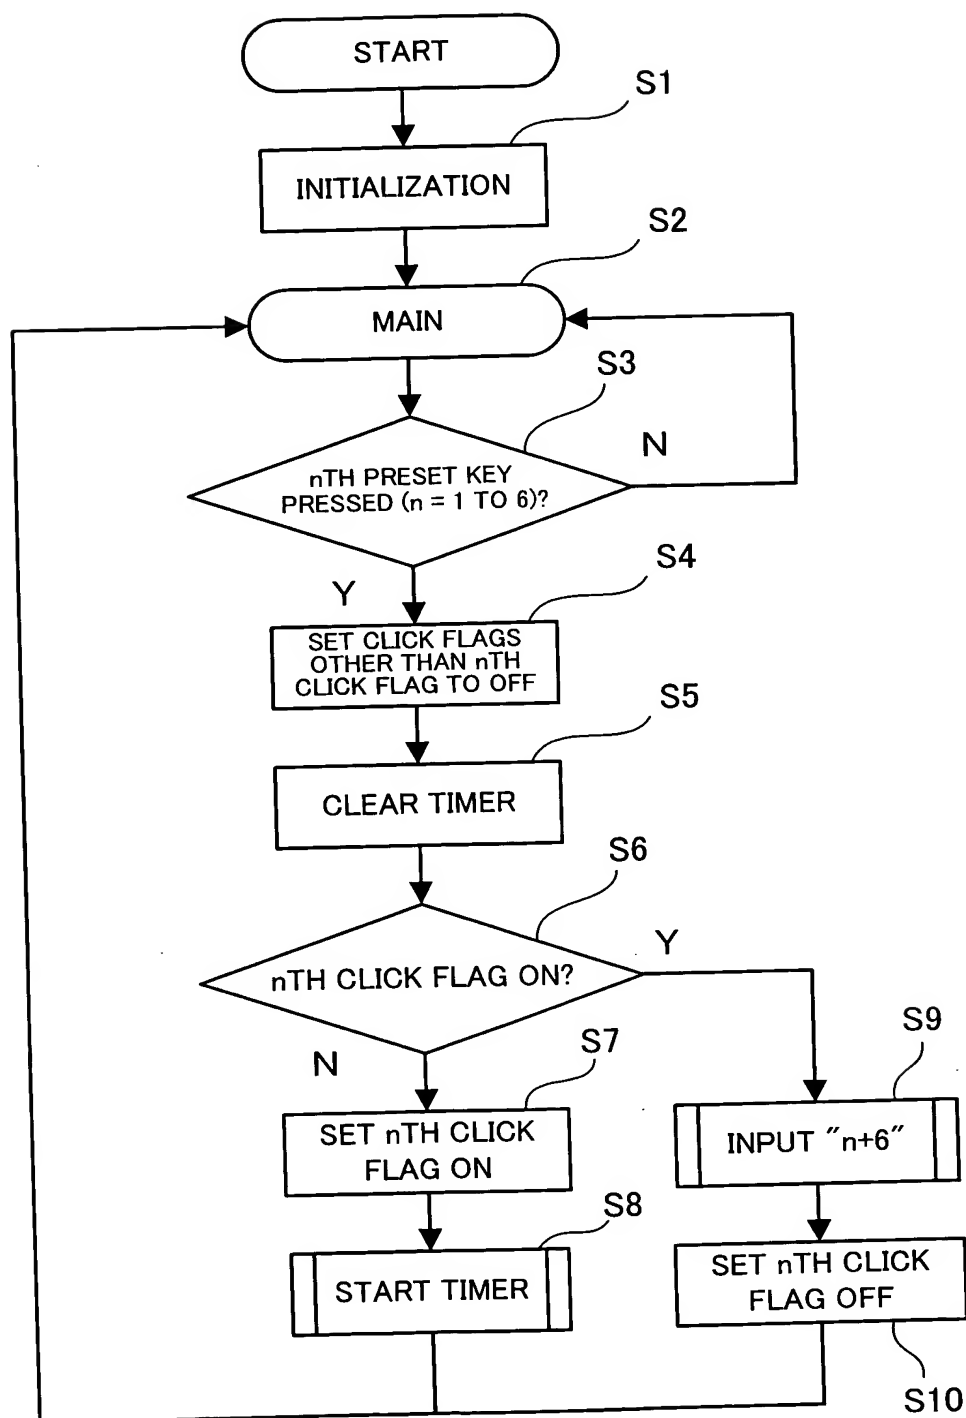 START
S1
INITIALIZATION
S2
MAIN
S3
N
nTH PRESET KEY
PRESSED (n = 1 TO 6)?
S4
Y
SET CLICK FLAGS
OTHER THAN nTH
CLICK FLAG TO OFF
S5
CLEAR TIMER
S6
Y
nTH CLICK FLAG ON?
S9
S7
N
SET nTH CLICK
FLAG ON
INPUT "n+6"
S8
START TIMER
SET nTH CLICK
FLAG OFF
S10